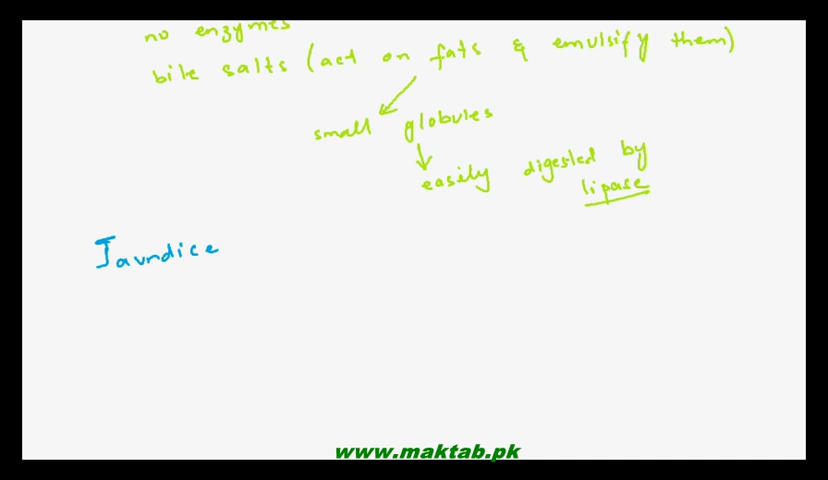 no enzymes
bile salts (act on fats & emulsify them)
small globules
easily digested by
lipase
Jaundice
www.maktab.pk